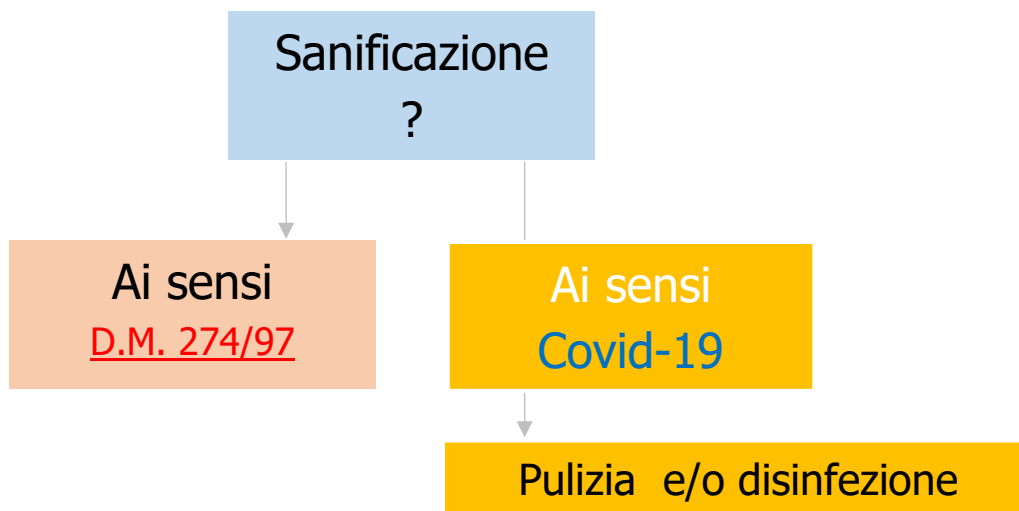 Sanificazione
?
Ai sensi
D.M. 274/97
Ai sensi
Covid-19
Pulizia e/o disinfezione